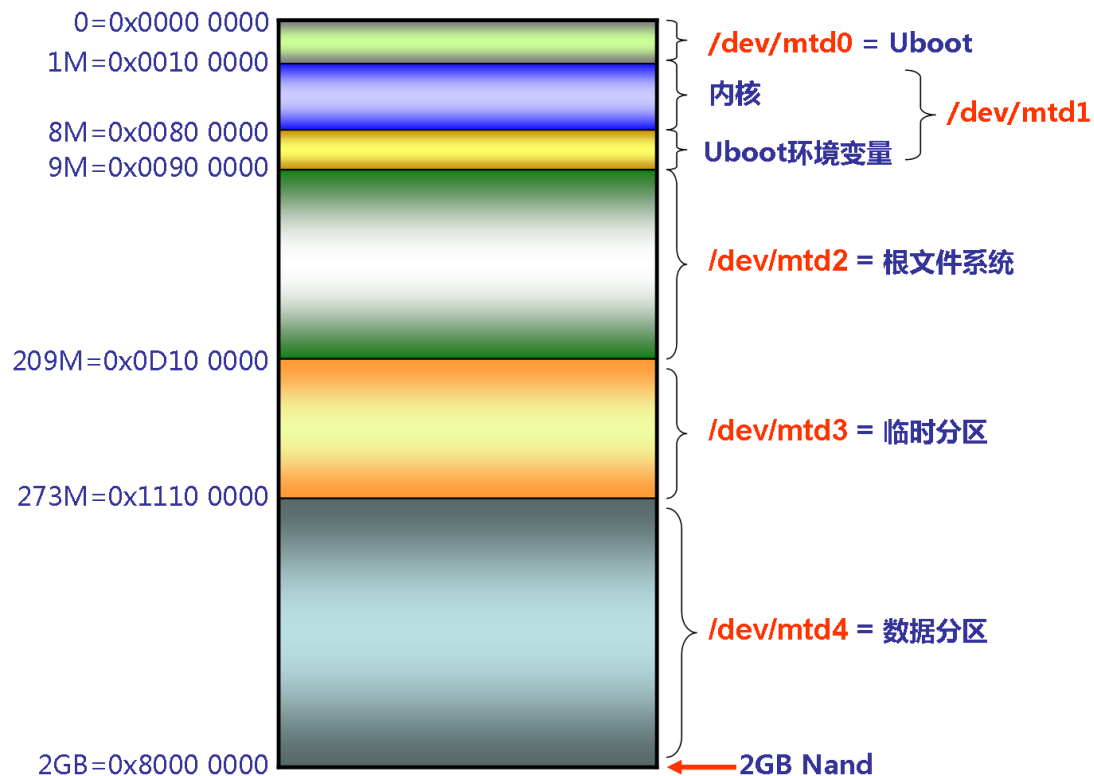 0=0x0000 0000
/dev/mtd0 = Uboot
1M=0x0010 0000
内核
/dev/mtd1
8M=0x0080 0000
Uboot环境变量
9M=0x0090 0000
/dev/mtd2 = 根文件系统
209M=0x0D10 0000
/dev/mtd3 = 临时分区
273M=0x1110 0000
/dev/mtd4 = 数据分区
2GB=0x8000 0000
2GB Nand